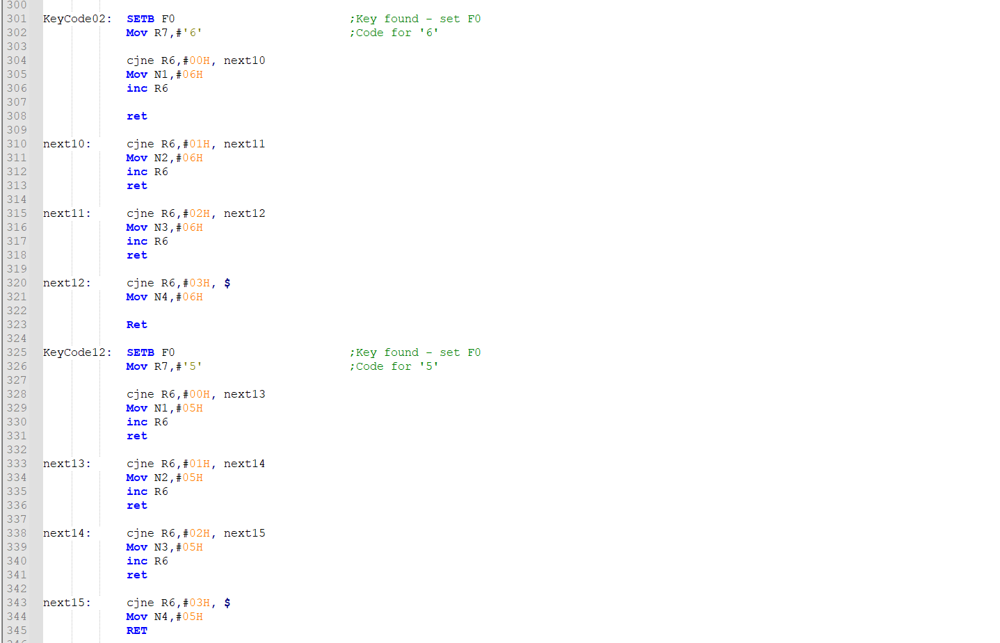 300
301 KeyCode02: SETB F0 ;Key found - set F0
302 Mov R7,#'6' ;Code for '6'
303
304 cjne R6,#00H, next10
305 Mov N1,#06H
306 inc R6
307
308 ret
309
310 next10: cjne R6,#01H, next11
311 Mov N2,#06H
312 inc R6
313 ret
314
315 next11: cjne R6,#02H, next12
316 Mov N3,#06H
317 inc R6
318 ret
319
320 next12: cjne R6,#03H, $
321 Mov N4,#06H
322
323 Ret
324
325 KeyCode12: SETB F0 ;Key found - set F0
326 Mov R7,#'5' ;Code for '5'
327
328 cjne R6,#00H, next13
329 Mov N1,#05H
330 inc R6
331 ret
332
333 next13: cjne R6,#01H, next14
334 Mov N2,#05H
335 inc R6
336 ret
337
338 next14: cjne R6,#02H, next15
339 Mov N3,#05H
340 inc R6
341 ret
342
343 next15: cjne R6,#03H, $
344 Mov N4,#05H
345 RET